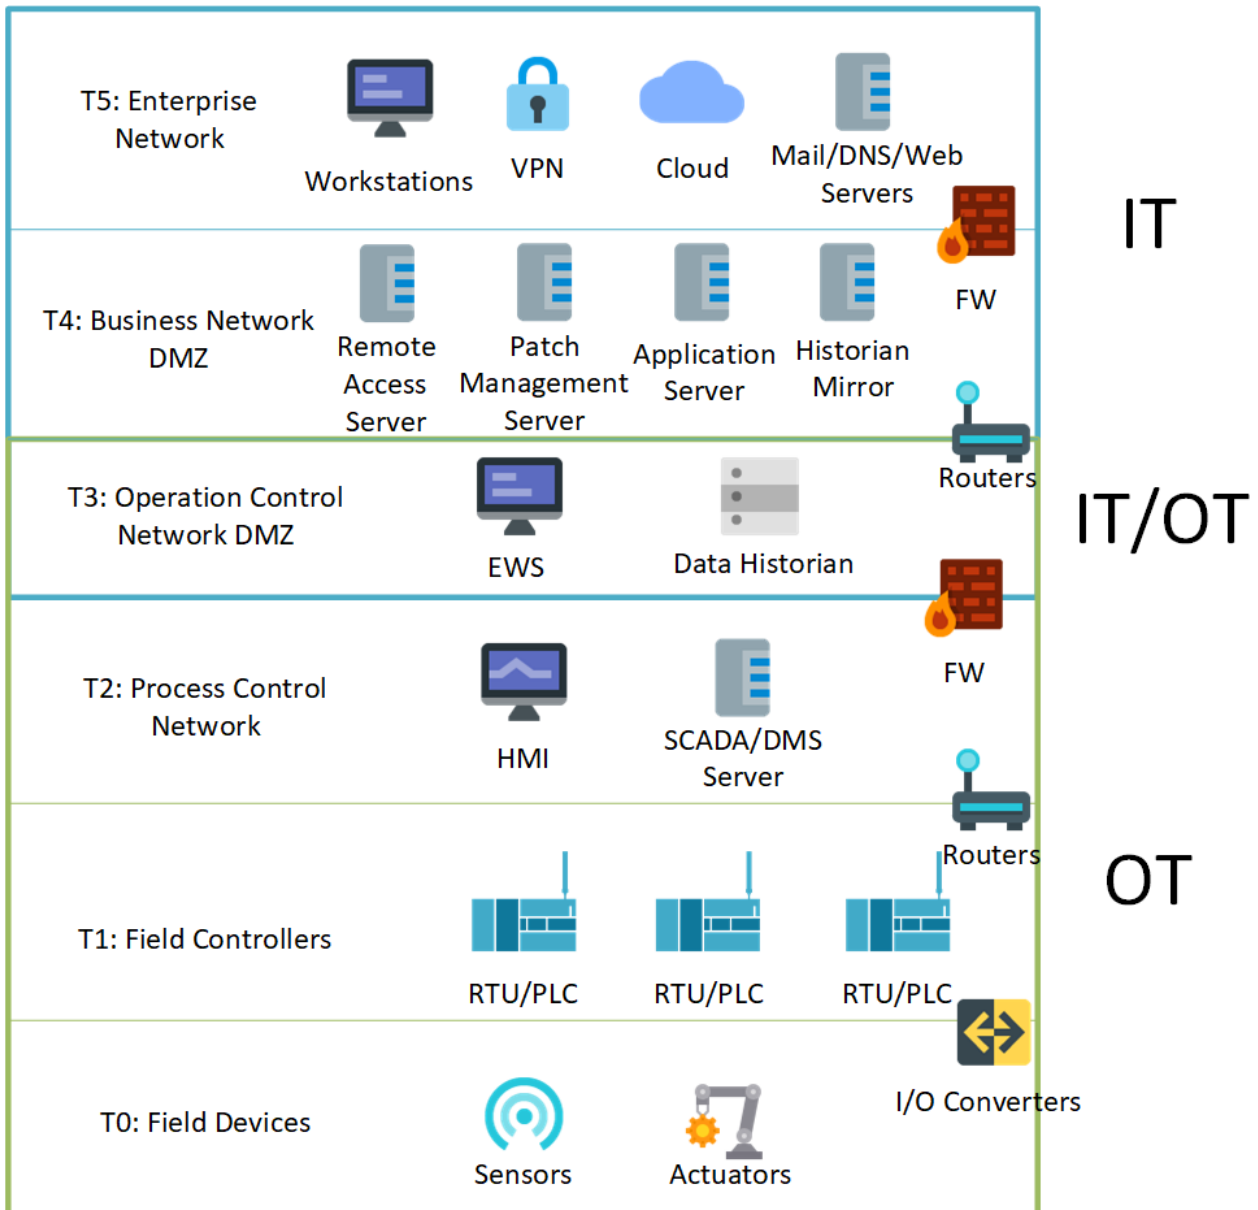 T5: Enterprise
Network
Workstations
VPN
Cloud
Mail/DNS/Web
Servers
IT
FW
T4: Business Network
DMZ
Remote
Access
Server
Patch
Management
Server
Application
Server
Historian
Mirror
Routers
T3: Operation Control
Network DMZ
EWS
Data Historian
IT/OT
FW
T2: Process Control
Network
HMI
SCADA/DMS
Server
Routers
OT
T1: Field Controllers
RTU/PLC
RTU/PLC
RTU/PLC
I/O Converters
T0: Field Devices
Sensors
Actuators